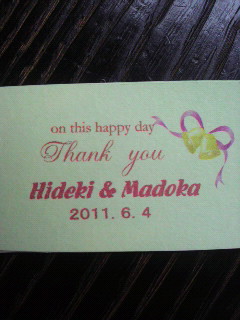 on this happy day
Thank you
Hideki & Madoka
2011. 6. 4